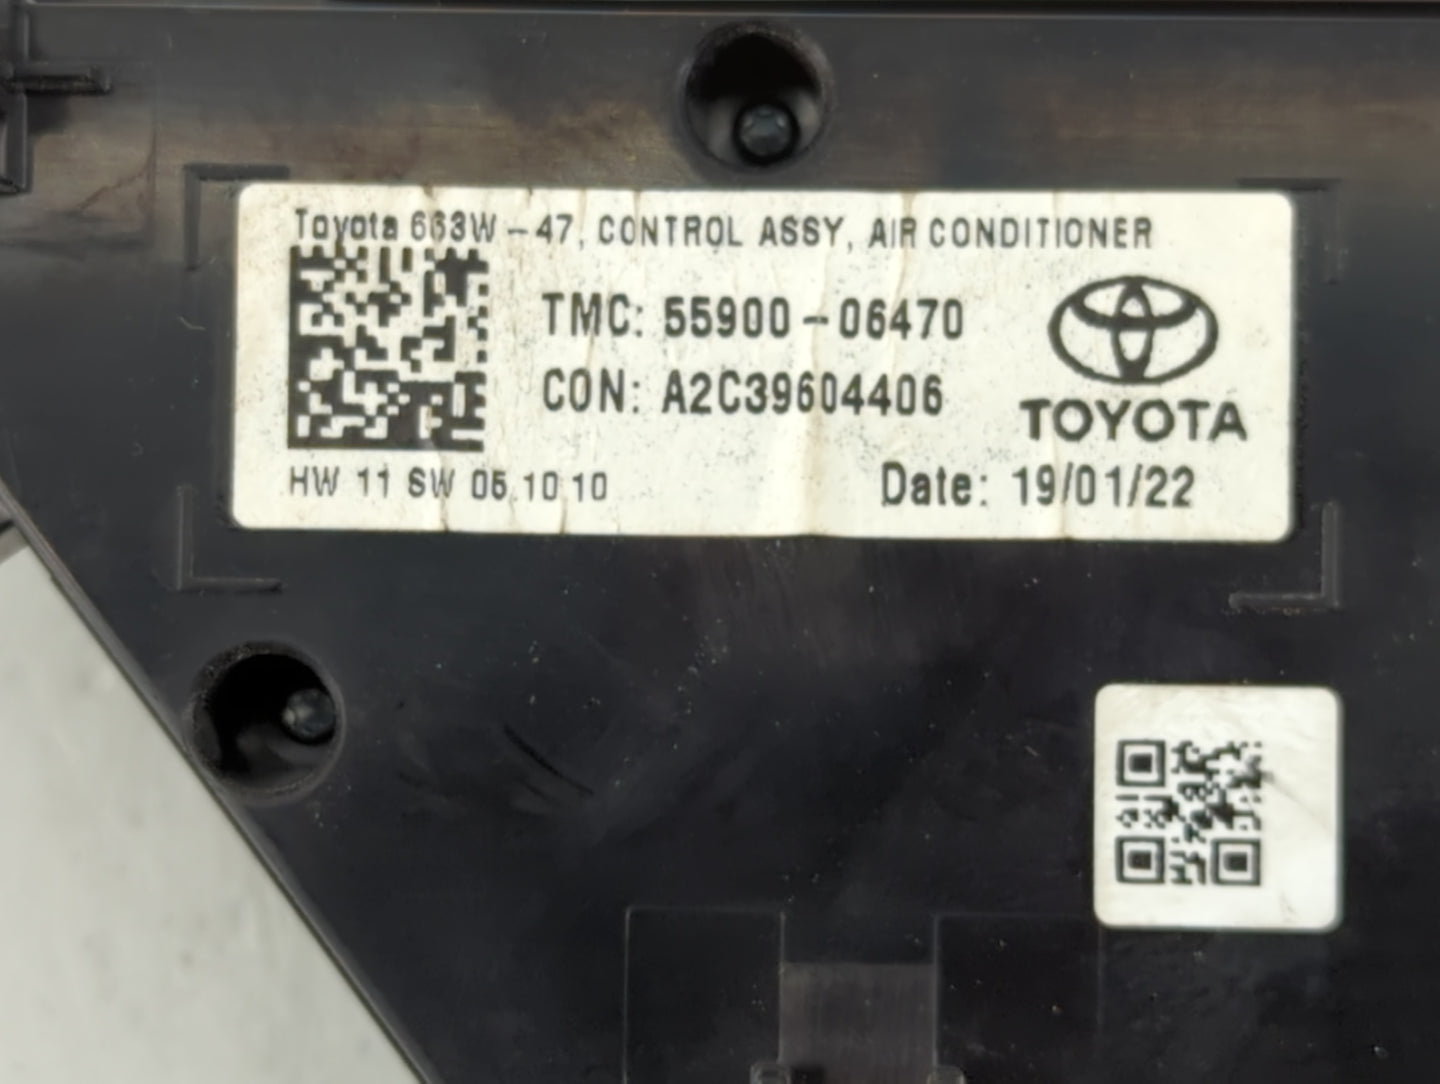 Toyota 663W-47, CONTROL ASSY, AIR CONDITIONER
TMC: 55900-06470
CON: A2C39604406
TOYOTA
HW 11 SW 05.10 10
Date: 19/01/22